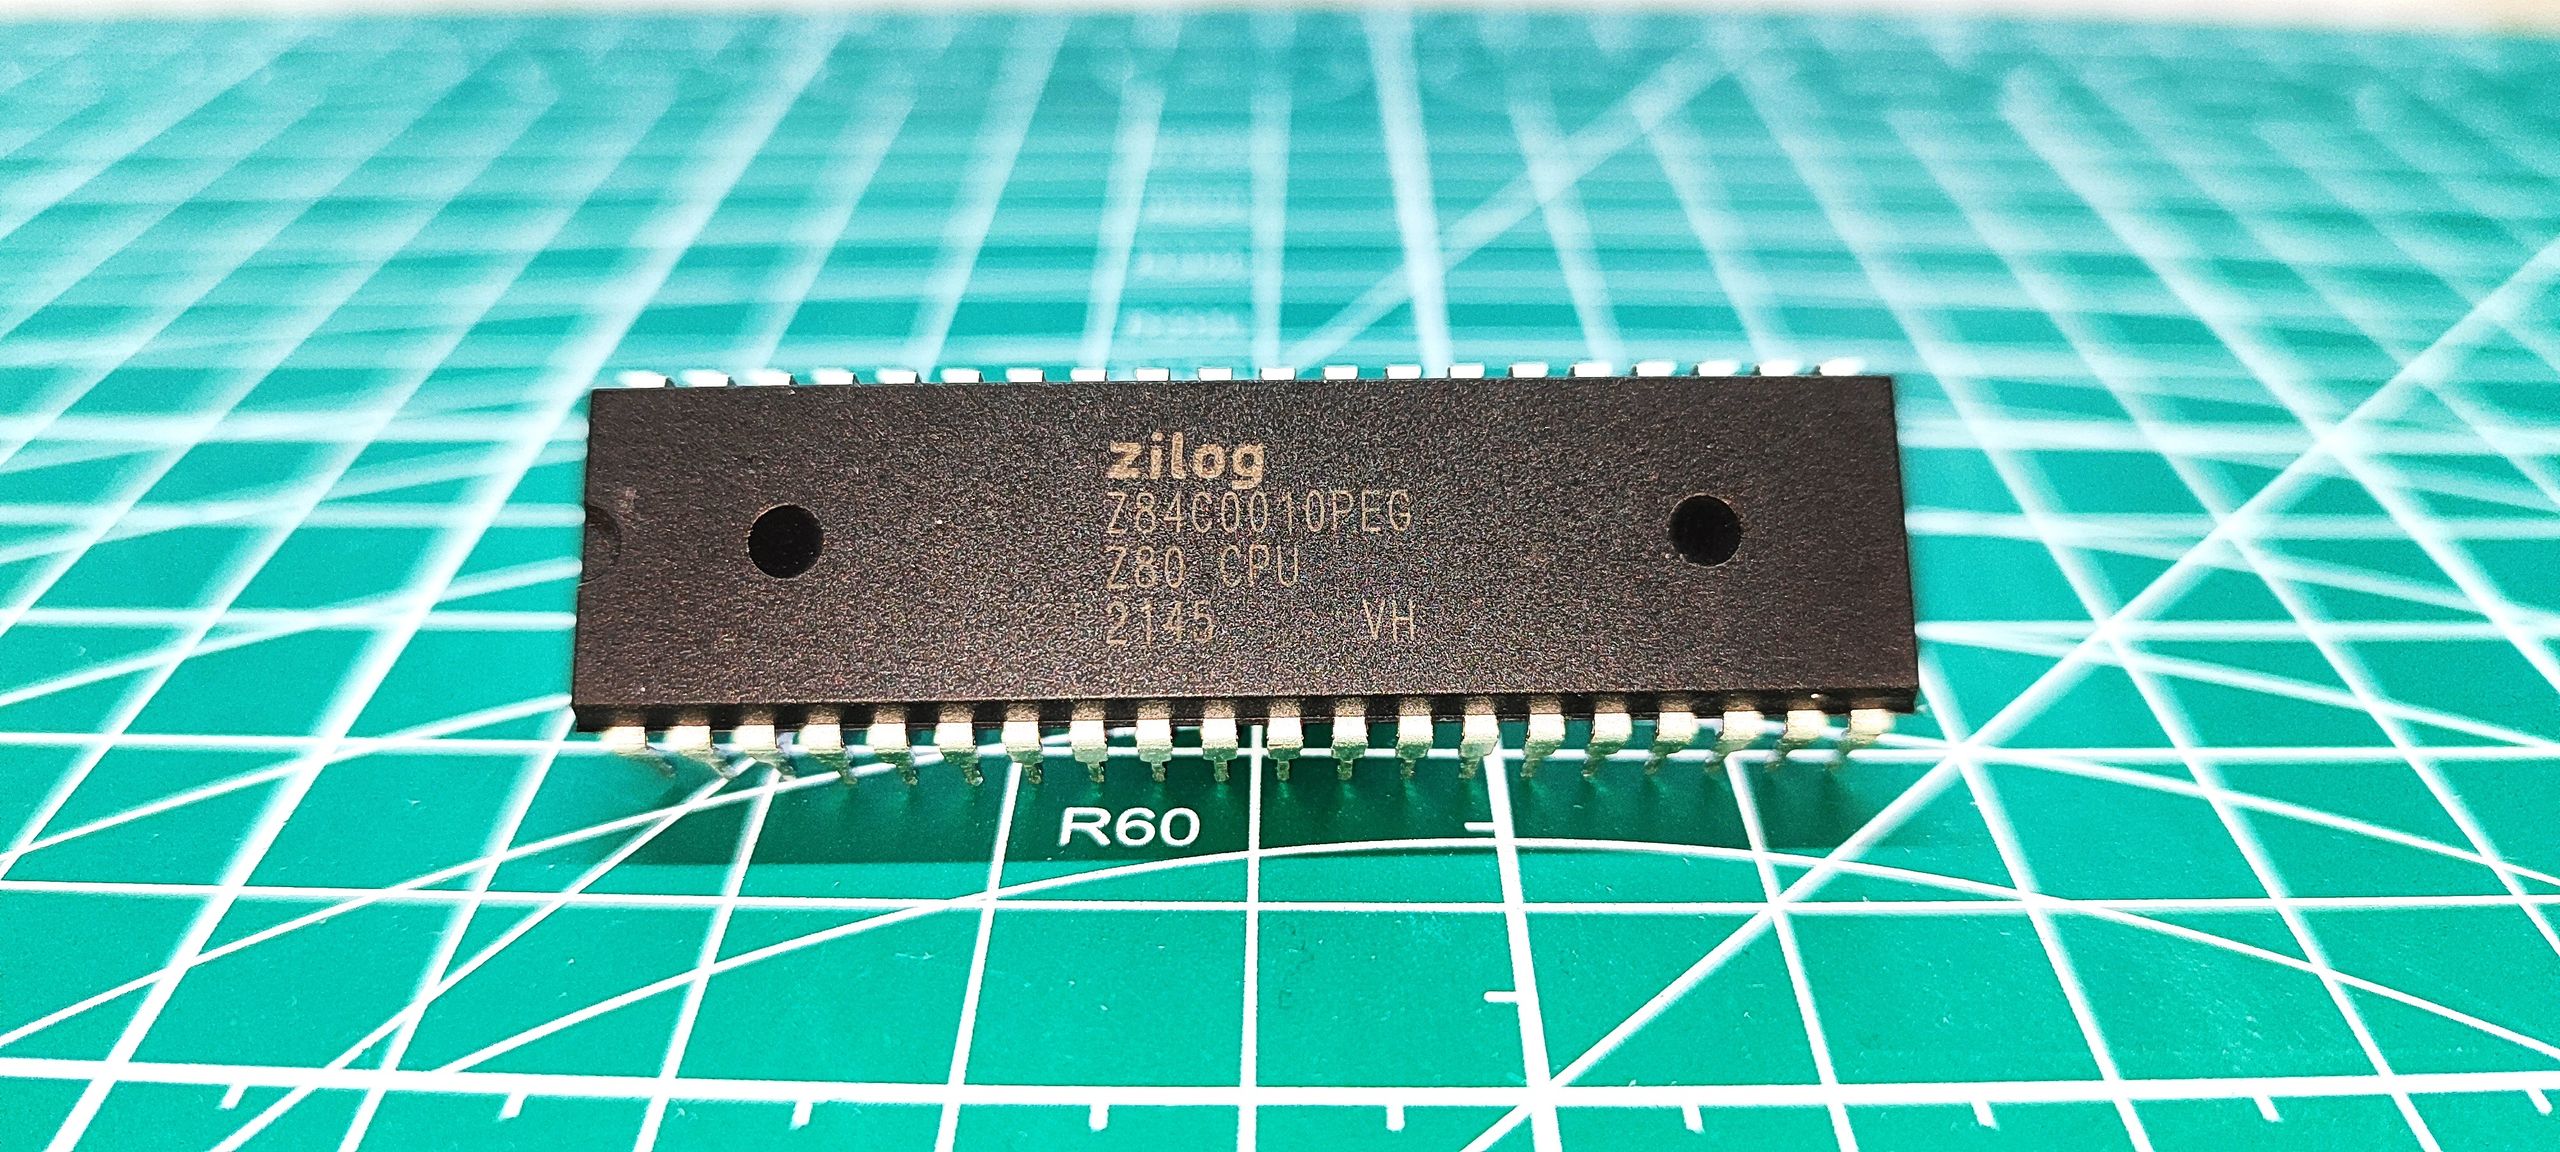 zilog
Z84C0010PEG
Z80 CPU
2145 VH
R60